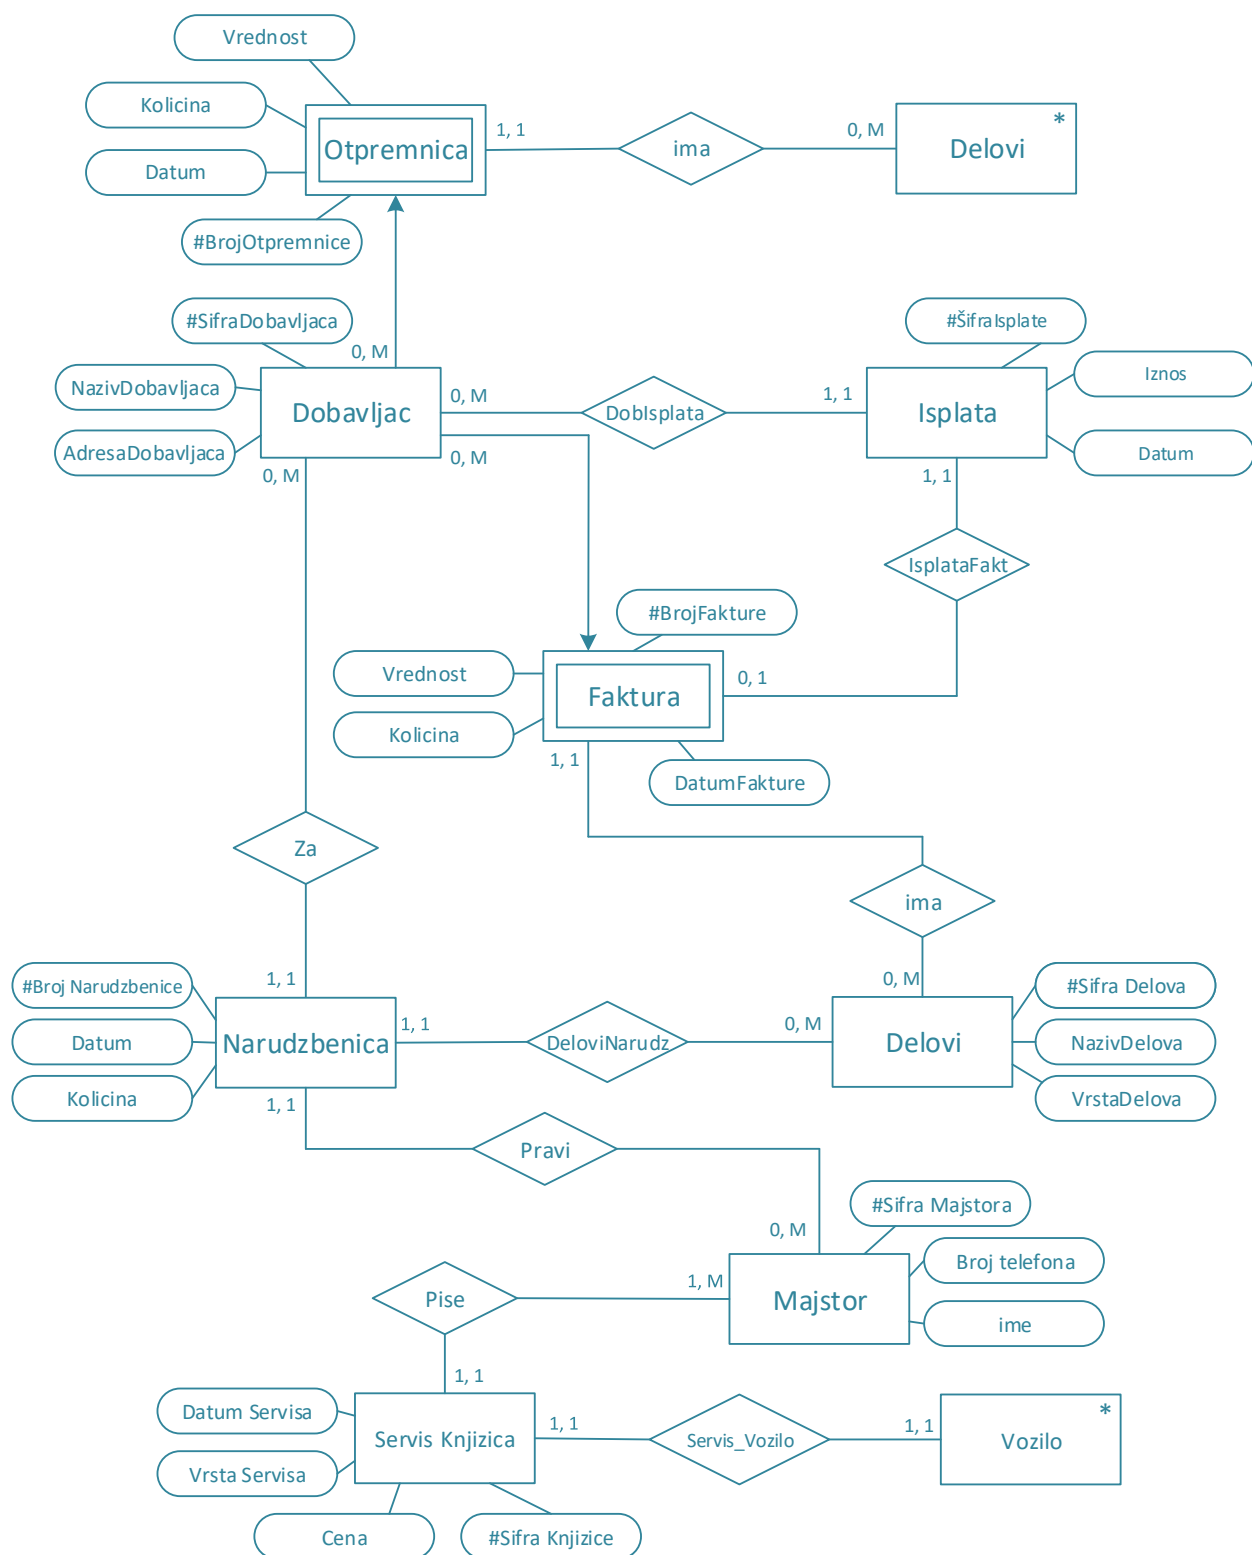 Vrednost
Kolicina
Datum
#BrojOtpremnice
Otpremnica
1, 1
ima
0, M
Delovi
*
#SifraDobavljaca
NazivDobavljaca
AdresaDobavljaca
0, M
Dobavljac
0, M
0, M
0, M
DobIsplata
1, 1
Isplata
#ŠifraIsplate
Iznos
Datum
1, 1
IsplataFakt
#BrojFakture
Vrednost
Kolicina
Faktura
0, 1
1, 1
DatumFakture
Za
ima
1, 1
0, M
#Broj Narudzbenice
Datum
Kolicina
Narudzbenica
1, 1
DeloviNarudz
0, M
Delovi
#Sifra Delova
NazivDelova
VrstaDelova
1, 1
Pravi
0, M
#Sifra Majstora
Broj telefona
ime
Majstor
1, M
Pise
1, 1
Datum Servisa
Vrsta Servisa
Cena
#Sifra Knjizice
Servis Knjizica
1, 1
Servis_Vozilo
1, 1
Vozilo
*